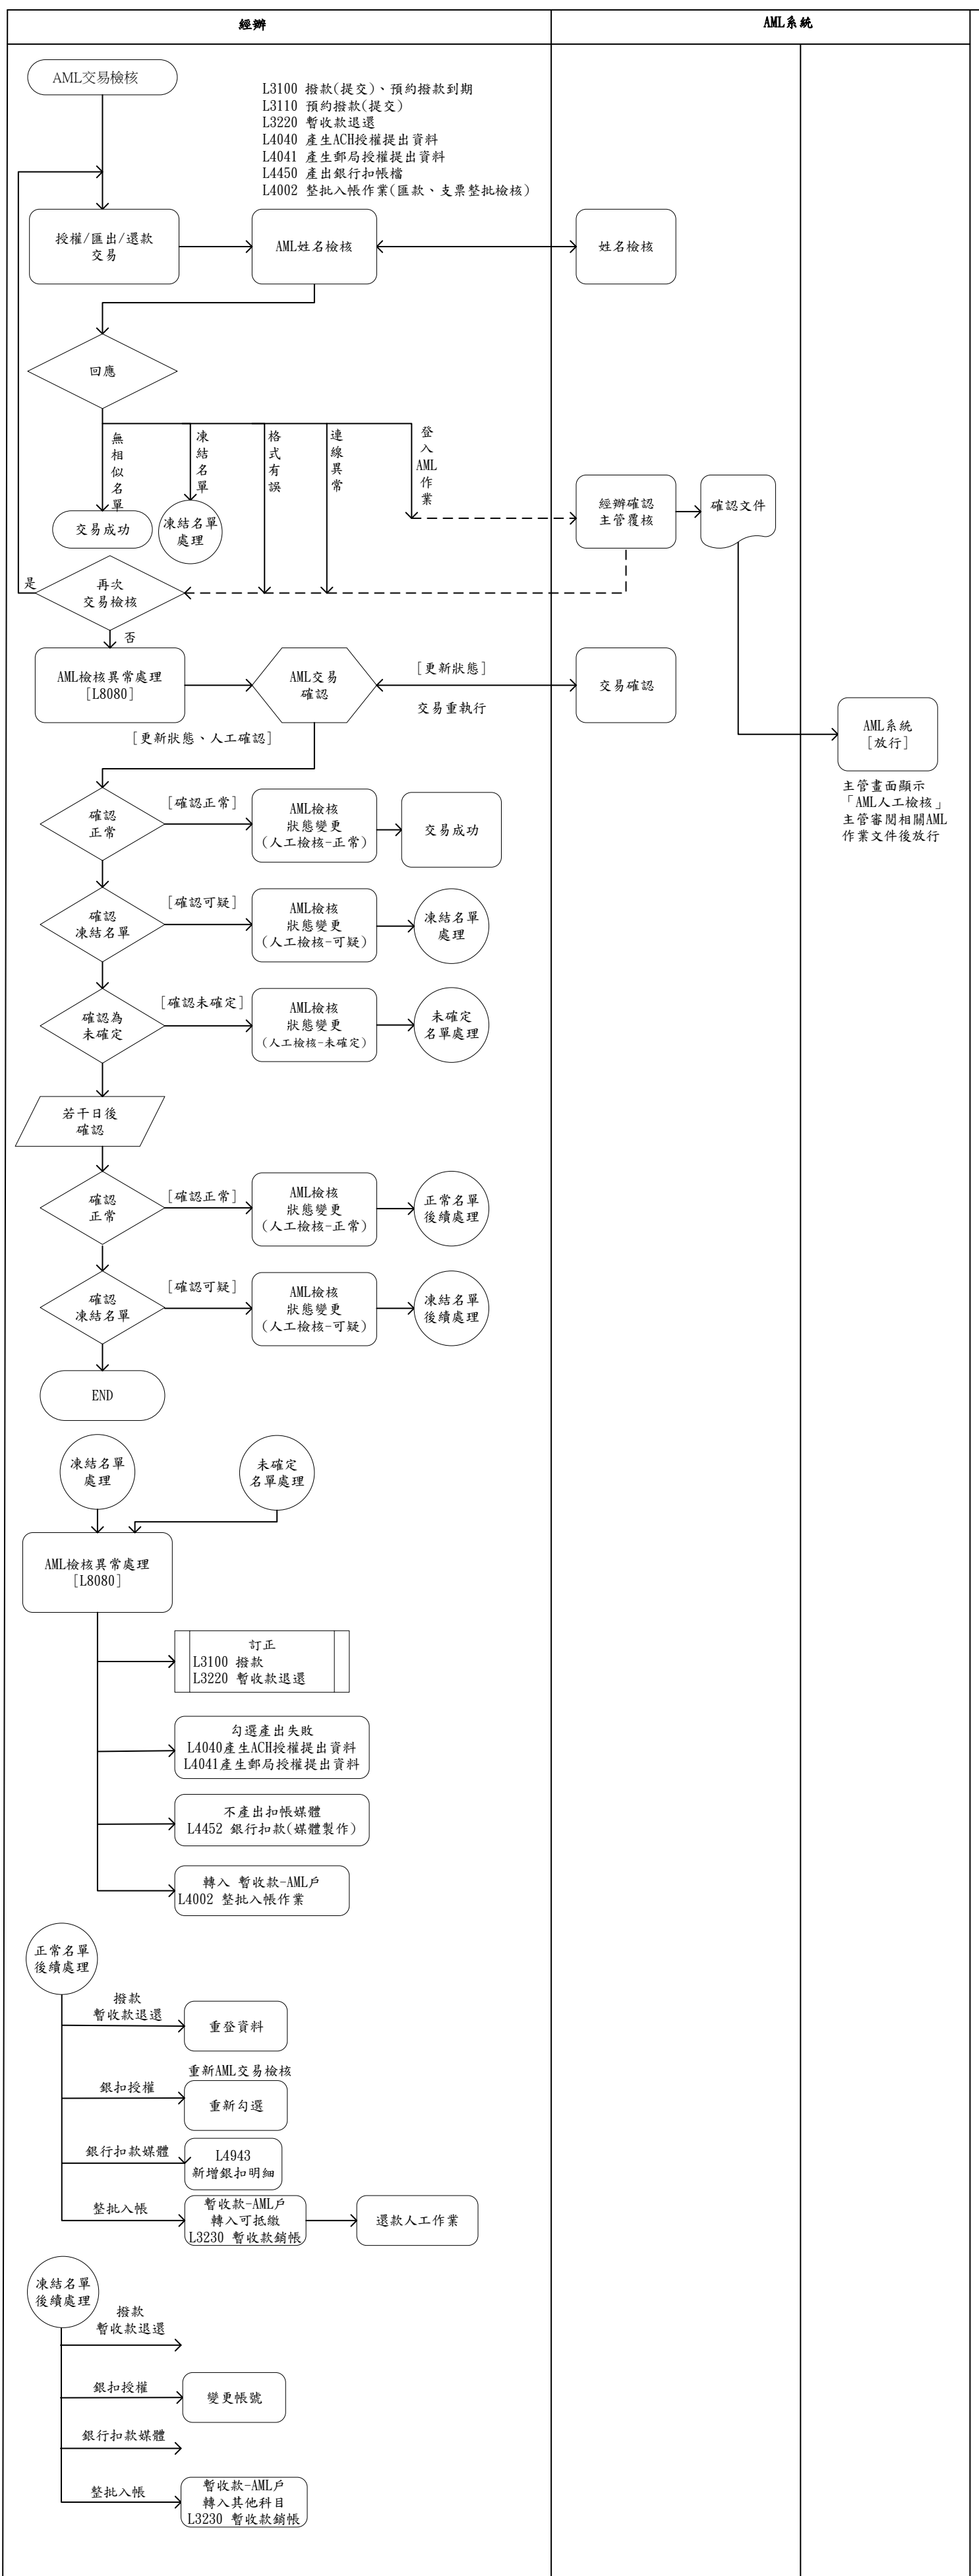 經辦
AML系統
AML交易檢核
L3100 撥款(提交)、預約撥款到期
L3110 預約撥款(提交)
L3220 暫收款退還
L4040 產生ACH授權提出資料
L4041 產生郵局授權提出資料
L4450 產出銀行扣帳檔
L4002 整批入帳作業(匯款、支票整批檢核)
授權/匯出/還款
交易
AML姓名檢核
姓名檢核
回應
無相似名單
凍結名單
格式有誤
連線異常
登入AML作業
交易成功
凍結名單
處理
經辦確認
主管覆核
確認文件
是
再次
交易檢核
否
AML檢核異常處理
[L8080]
AML交易
確認
[更新狀態]
交易重執行
交易確認
AML系統
[放行]
主管畫面顯示
「AML人工檢核」
主管審閱相關AML
作業文件後放行
[更新狀態、人工確認]
確認
正常
[確認正常]
AML檢核
狀態變更
(人工檢核-正常)
交易成功
確認
凍結名單
[確認可疑]
AML檢核
狀態變更
(人工檢核-可疑)
凍結名單
處理
確認為
未確定
[確認未確定]
AML檢核
狀態變更
(人工檢核-未確定)
未確定
名單處理
若干日後
確認
確認
正常
[確認正常]
AML檢核
狀態變更
(人工檢核-正常)
正常名單
後續處理
確認
凍結名單
[確認可疑]
AML檢核
狀態變更
(人工檢核-可疑)
凍結名單
後續處理
END
凍結名單
處理
未確定
名單處理
AML檢核異常處理
[L8080]
訂正
L3100 撥款
L3220 暫收款退還
勾選產出失敗
L4040產生ACH授權提出資料
L4041產生郵局授權提出資料
不產出扣帳媒體
L4452 銀行扣款(媒體製作)
轉入 暫收款-AML戶
L4002 整批入帳作業
正常名單
後續處理
撥款
暫收款退還
重登資料
重新AML交易檢核
銀扣授權
重新勾選
銀行扣款媒體
L4943
新增銀扣明細
整批入帳
暫收款-AML戶
轉入可抵繳
L3230 暫收款銷帳
還款人工作業
凍結名單
後續處理
撥款
暫收款退還
銀扣授權
變更帳號
銀行扣款媒體
整批入帳
暫收款-AML戶
轉入其他科目
L3230 暫收款銷帳